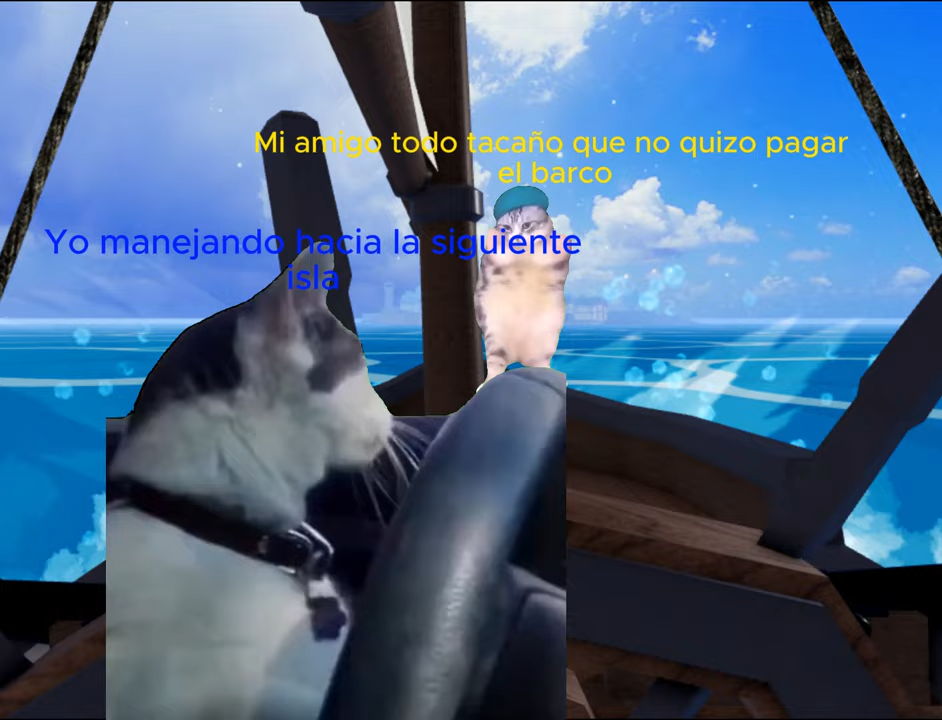 Mi amigo todo tacaño que no quizo pagar
el barco
Yo manejando hacia la siguiente
isla